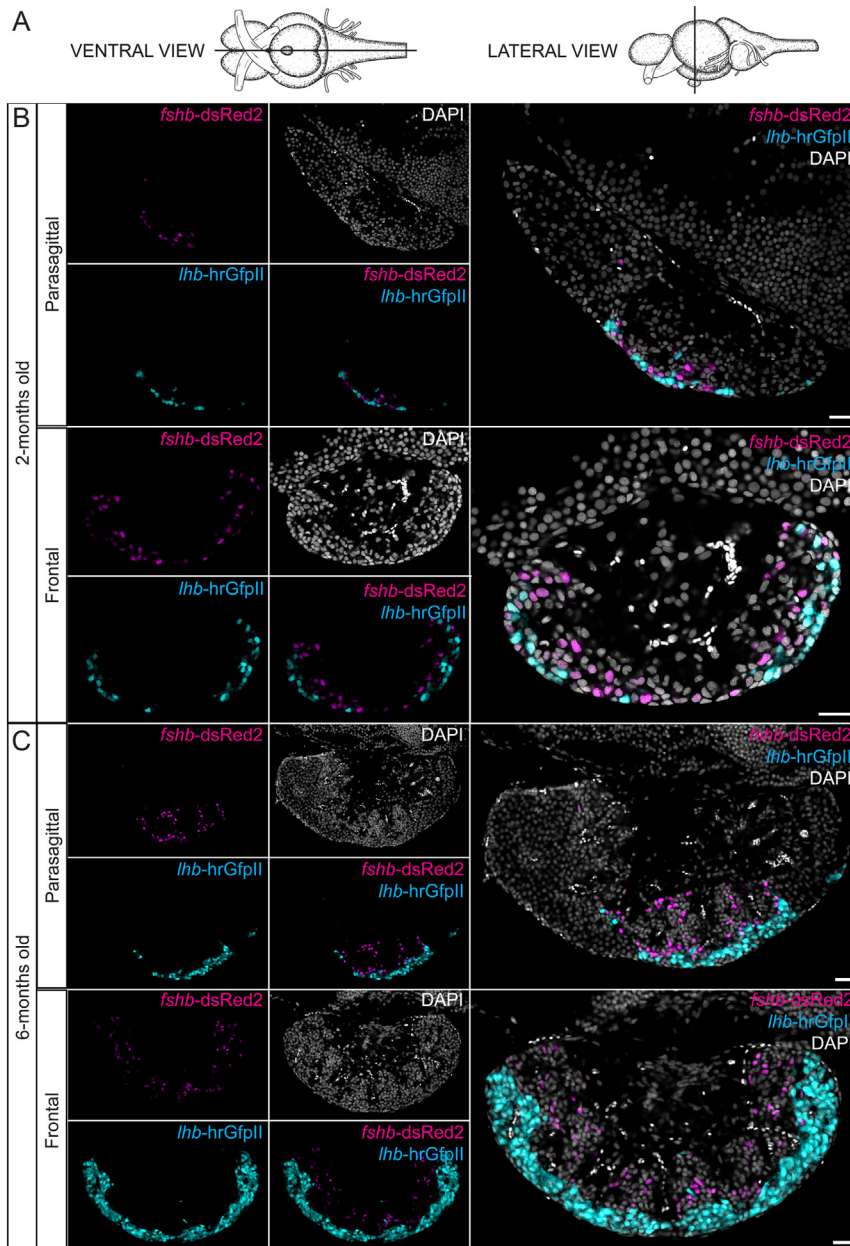 A
VENTRAL VIEW
LATERAL VIEW
B
2-months old
Parasagittal
fshb-dsRed2
DAPI
fshb-dsRed2
lhb-hrGfpII
DAPI
lhb-hrGfpII
fshb-dsRed2
lhb-hrGfpII
Frontal
fshb-dsRed2
DAPI
fshb-dsRed2
lhb-hrGfpII
DAPI
lhb-hrGfpII
fshb-dsRed2
lhb-hrGfpII
C
6-months old
Parasagittal
fshb-dsRed2
DAPI
fshb-dsRed2
lhb-hrGfpII
DAPI
lhb-hrGfpII
fshb-dsRed2
lhb-hrGfpII
Frontal
fshb-dsRed2
DAPI
fshb-dsRed2
lhb-hrGfpII
DAPI
lhb-hrGfpII
fshb-dsRed2
lhb-hrGfpII